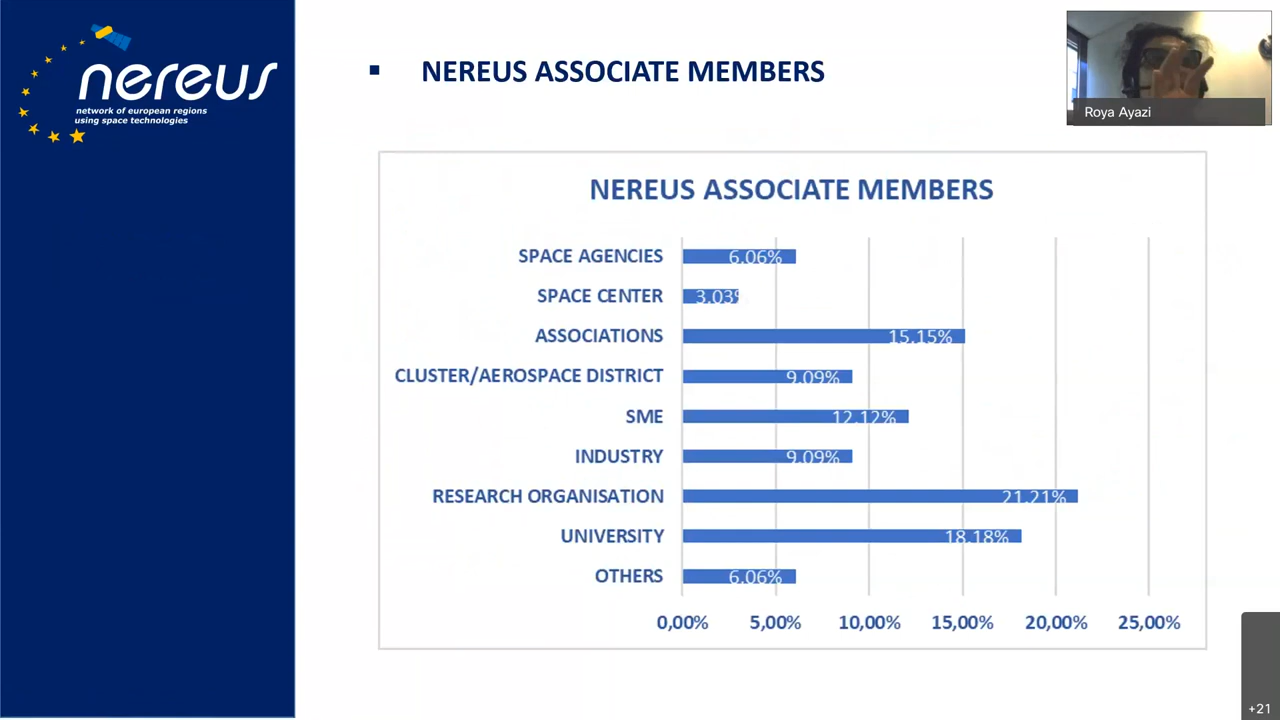 nereus
network of european regions
using space technologies
▪ NEREUS ASSOCIATE MEMBERS
Roya Ayazi
NEREUS ASSOCIATE MEMBERS
SPACE AGENCIES 6.06%
SPACE CENTER 3.03%
ASSOCIATIONS 15.15%
CLUSTER/AEROSPACE DISTRICT 9.09%
SME 12.12%
INDUSTRY 9.09%
RESEARCH ORGANISATION 21.21%
UNIVERSITY 18.18%
OTHERS 6.06%
0,00% 5,00% 10,00% 15,00% 20,00% 25,00%
+21